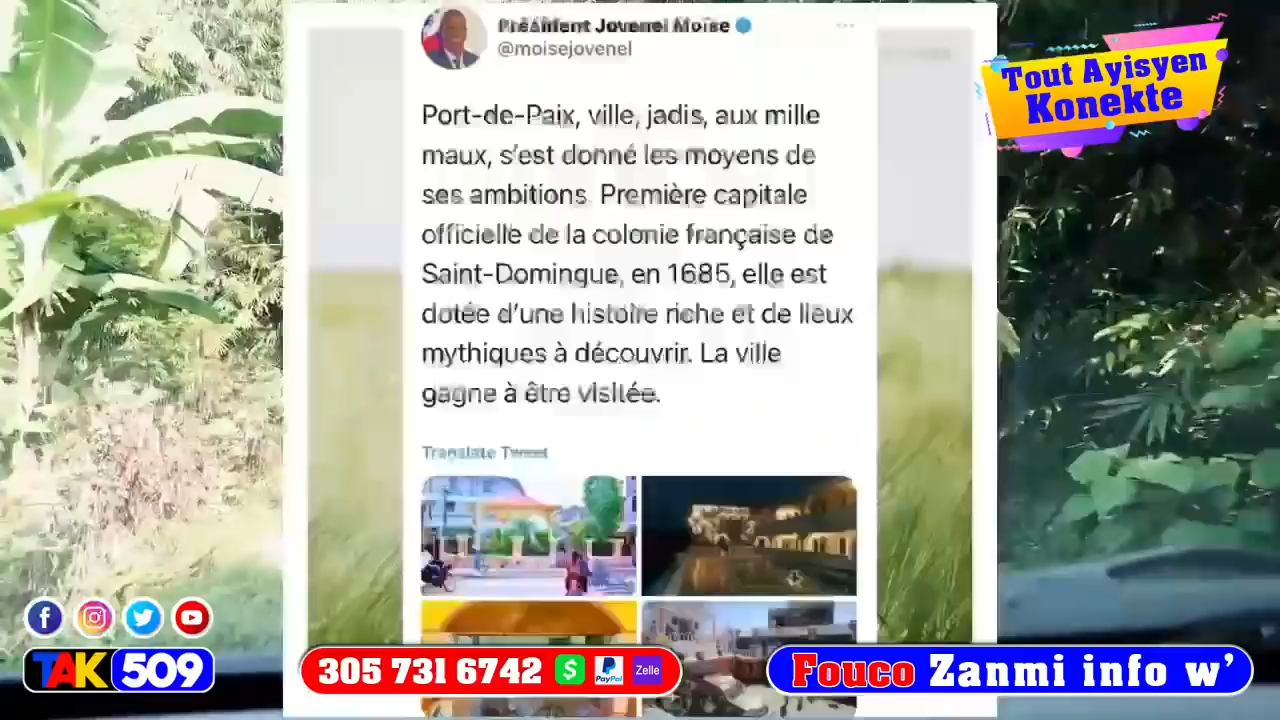 Président Jovenel Moïse
@moisejovenel
Port-de-Paix, ville, jadis, aux mille
maux, s'est donné les moyens de
ses ambitions. Première capitale
officielle de la colonie française de
Saint-Domingue, en 1685, elle est
dotée d'une histoire riche et de lieux
mythiques à découvrir. La ville
gagne à être visitée.
Translate Tweet
Tout Ayisyen
Konekte
TAK 509
305 731 6742 $ PayPal Zelle
Fouco Zanmi info w'